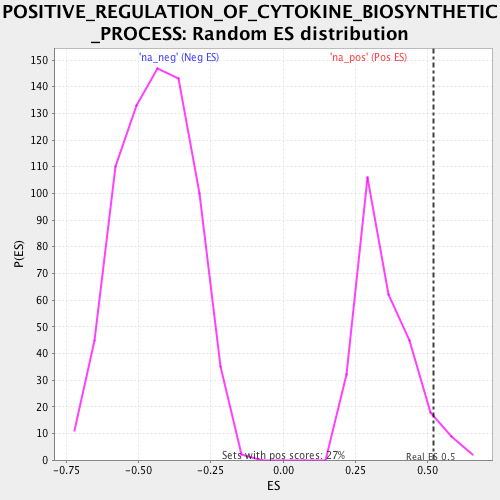 POSITIVE_REGULATION_OF_CYTOKINE_BIOSYNTHETIC
_PROCESS: Random ES distribution
'na_neg' (Neg ES)
'na_pos' (Pos ES)
150
140
130
120
110
100
90
80
70
60
50
40
30
20
10
0
P(ES)
Sets with pos scores: 27%
Real ES 0.5
-0.75
-0.50
-0.25
0.00
0.25
0.50
ES